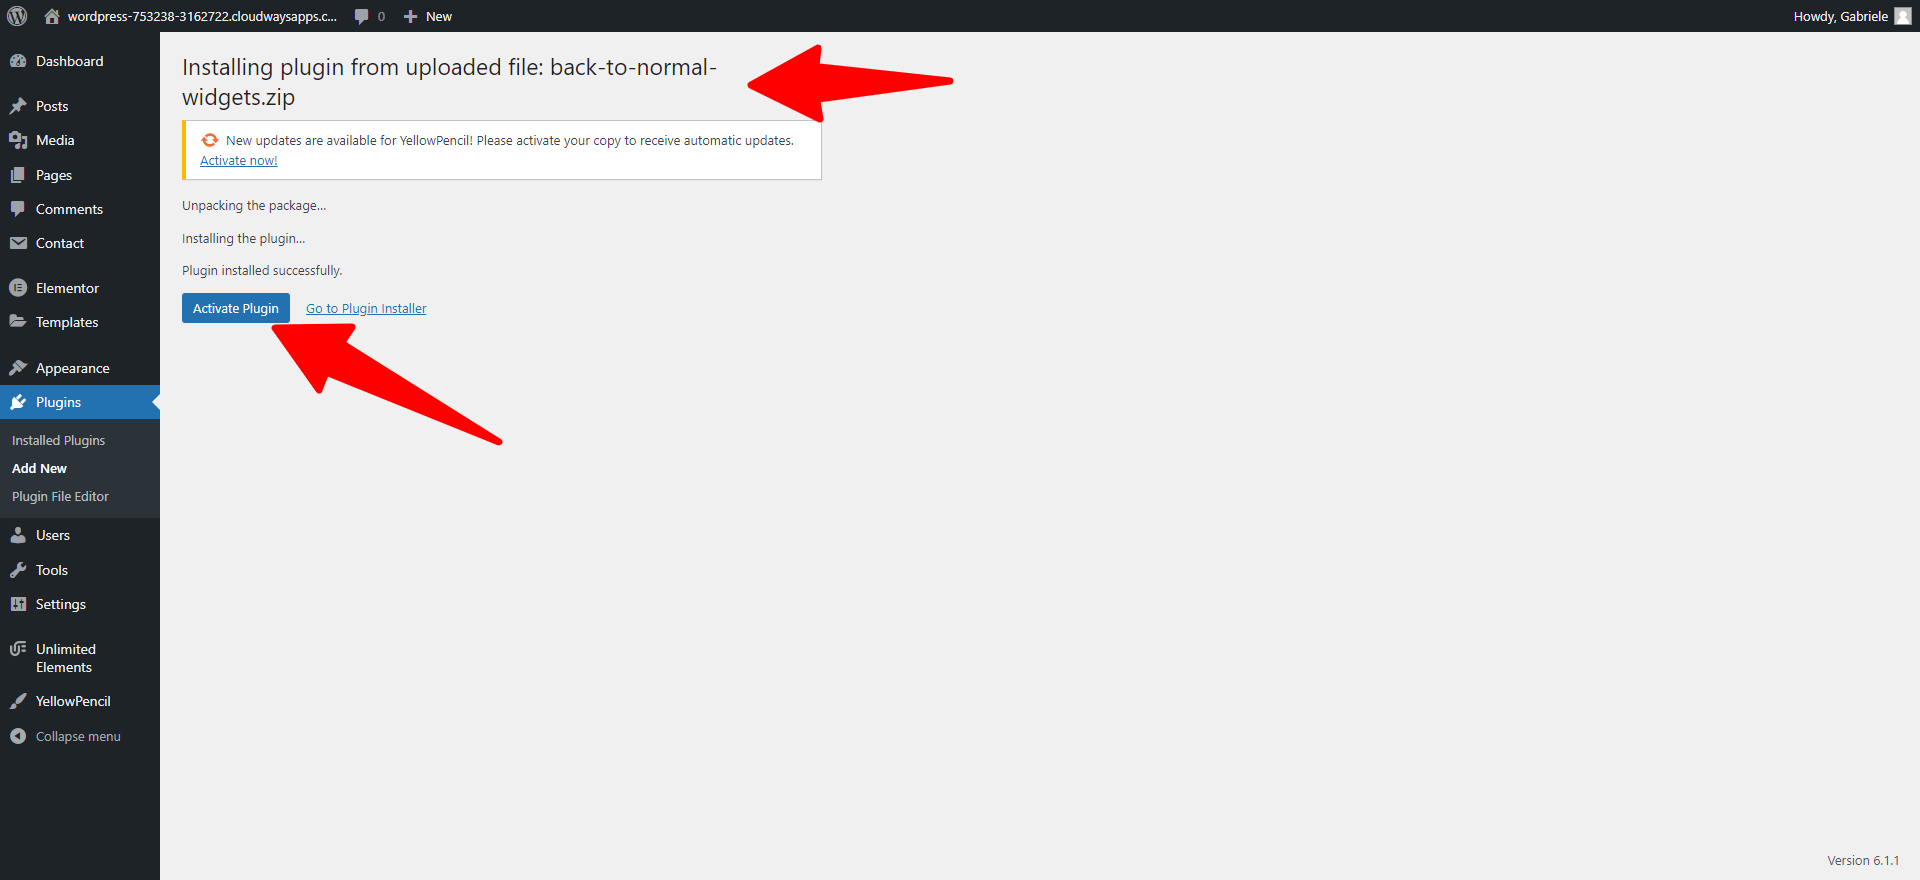 wordpress-753238-3162722.cloudwaysapps.c...
0
New
Howdy, Gabriele
Dashboard
Posts
Media
Pages
Comments
Contact
Elementor
Templates
Appearance
Plugins
Installed Plugins
Add New
Plugin File Editor
Users
Tools
Settings
Unlimited
Elements
YellowPencil
Collapse menu
Installing plugin from uploaded file: back-to-normal-
widgets.zip
New updates are available for YellowPencil! Please activate your copy to receive automatic updates.
Activate now!
Unpacking the package...
Installing the plugin...
Plugin installed successfully.
Activate Plugin
Go to Plugin Installer
Version 6.1.1